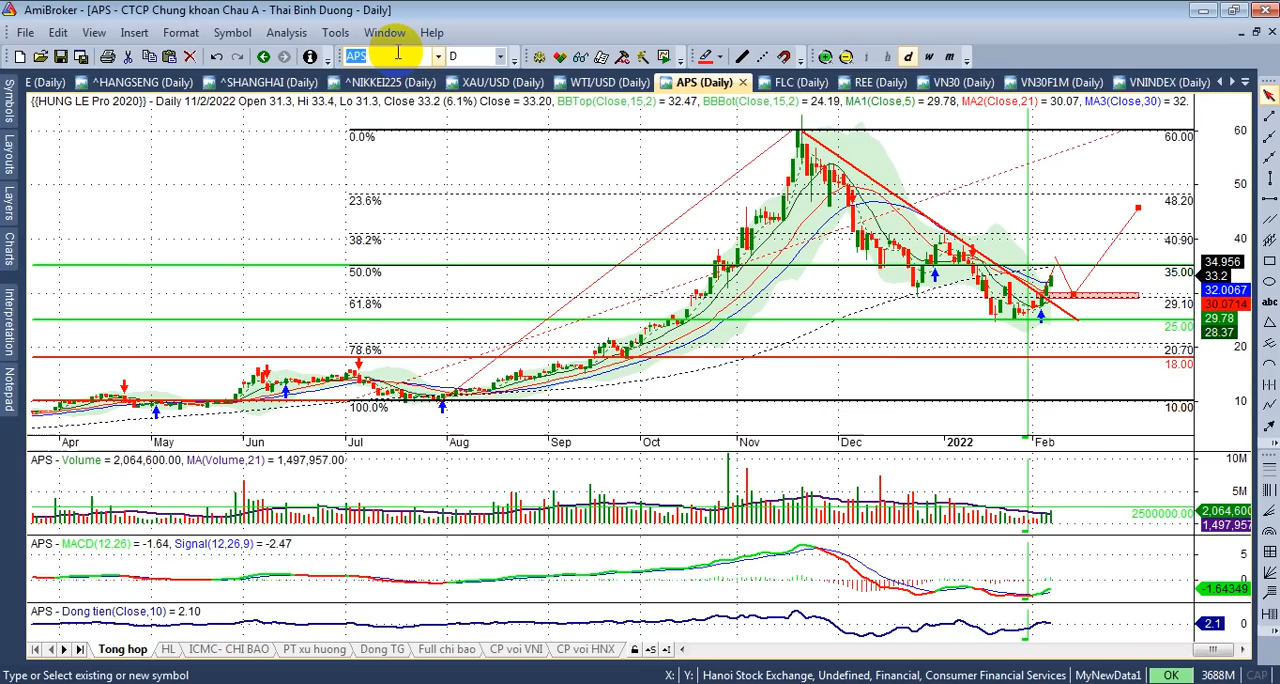 AmiBroker - [APS - CTCP Chung khoan Chau A - Thai Binh Duong - Daily]
File Edit View Insert Format Symbol Analysis Tools Window Help
APS D i h d w m
E (Daily) ^HANGSENG (Daily) ^SHANGHAI (Daily) ^NIKKEI225 (Daily) XAU/USD (Daily) WTI/USD (Daily) APS (Daily) FLC (Daily) REE (Daily) VN30 (Daily) VN30F1M (Daily) VNINDEX (Daily)
{{HUNG LE Pro 2020}} - Daily 11/2/2022 Open 31.3, Hi 33.4, Lo 31.3, Close 33.2 (6.1%) Close = 33.20, BBTop(Close,15,2) = 32.47, BBBot(Close,15,2) = 24.19, MA1(Close,5) = 29.78, MA2(Close,21) = 30.07, MA3(Close,30) = 32.
Symbols
Layouts
Layers
Charts
Interpretation
Notepad
abc
0.0% 60.00 60
50
23.6% 48.20
38.2% 40.90 40
34.956
50.0% 35.00 33.2
32.0067
61.8% 29.10 30.0714
29.78
25.00 28.37
78.6% 20.70 20
18.00
100.0% 10.00 10
Apr May Jun Jul Aug Sep Oct Nov Dec 2022 Feb
APS - Volume = 2,064,600.00, MA(Volume,21) = 1,497,957.00
10M
5M
2500000.00 2,064,600
1,497,957
APS - MACD(12,26) = -1.64, Signal(12,26,9) = -2.47
5
0
-1.64349
APS - Dong tien(Close,10) = 2.10
2.1 0
Tong hop HL ICMC- CHI BAO PT xu huong Dong TG Full chi bao CP voi VNI CP voi HNX
Type or Select existing or new symbol X: Y: Hanoi Stock Exchange, Undefined, Financial, Consumer Financial Services MyNewData1 OK 3688M CAP